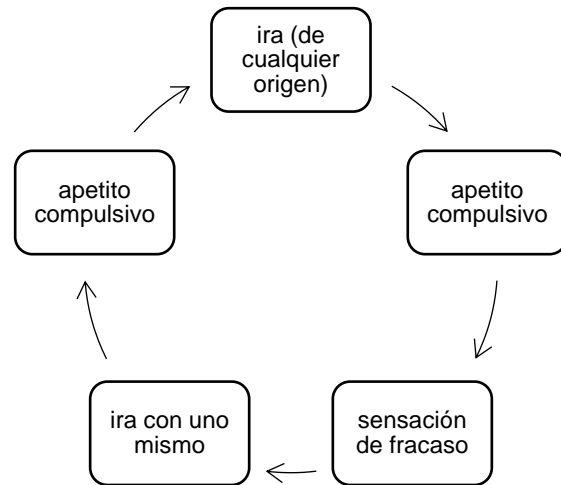 ira (de
cualquier
origen)
apetito
compulsivo
sensación
de fracaso
ira con uno
mismo
apetito
compulsivo